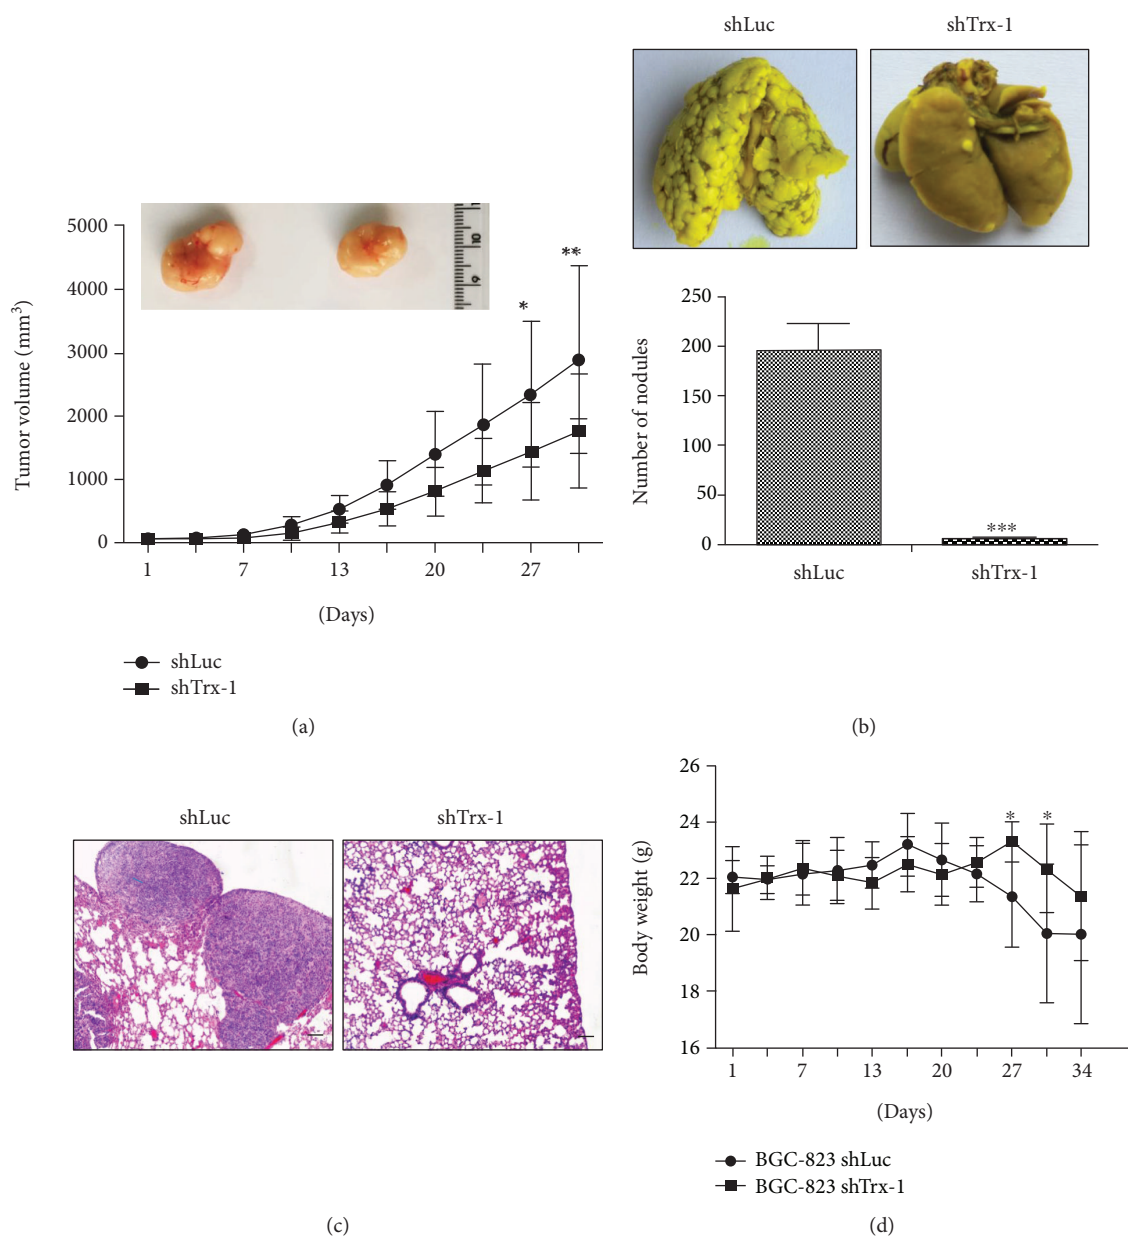 shLuc
shTrx-1
5000
4000
3000
2000
1000
0
Tumor volume (mm³)
10
9
*
**
1
7
13
20
27
(Days)
shLuc
shTrx-1
(a)
250
200
150
100
50
0
Number of nodules
***
shLuc
shTrx-1
(b)
shLuc
shTrx-1
(c)
26
24
22
20
18
16
Body weight (g)
*
*
1
7
13
20
27
34
(Days)
BGC-823 shLuc
BGC-823 shTrx-1
(d)